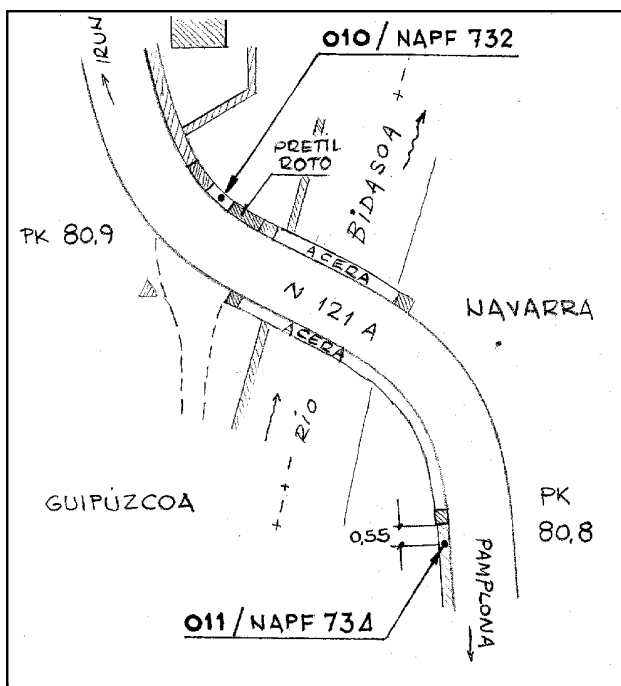 010 / NAPF 732
IRUN
PRETIL
ROTO
BIDASOA
PK 80,9
ACERA
N 121 A
ACERA
NAVARRA
RÍO
GUIPÚZCOA
PK
80,8
0,55
PAMPLONA
011 / NAPF 734